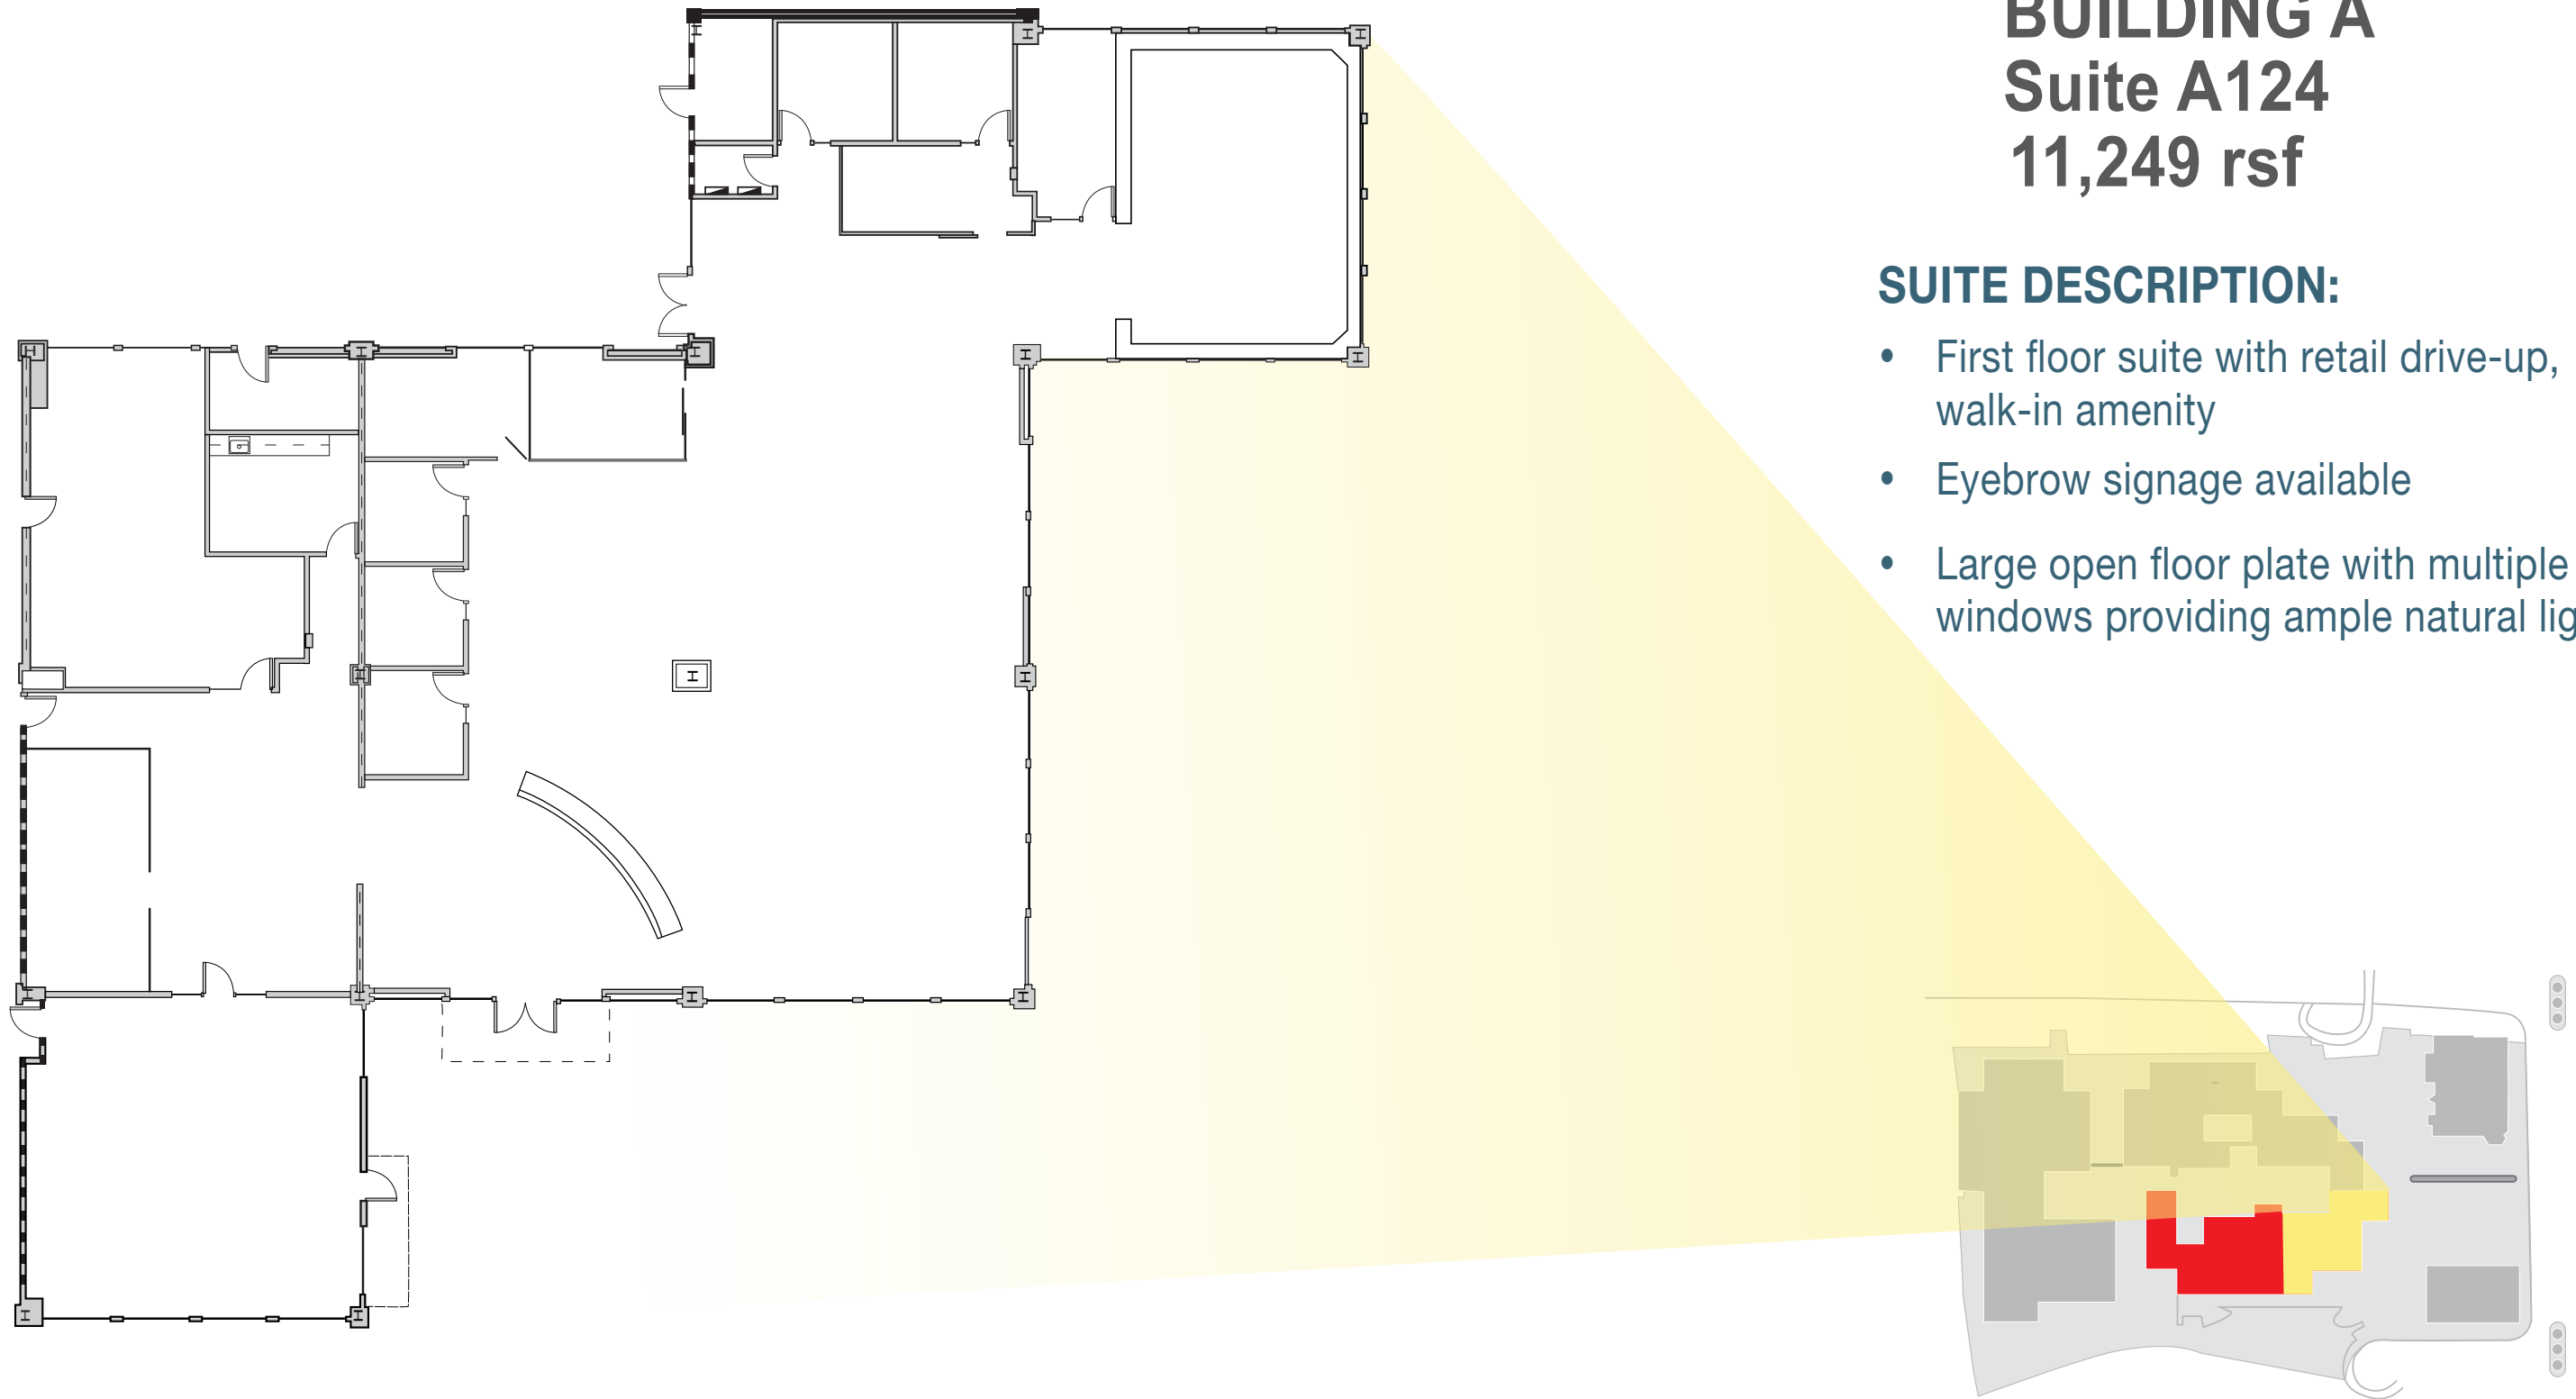 BUILDING A
Suite A124
11,249 rsf
SUITE DESCRIPTION:
• First floor suite with retail drive-up,
walk-in amenity
• Eyebrow signage available
• Large open floor plate with multiple
windows providing ample natural